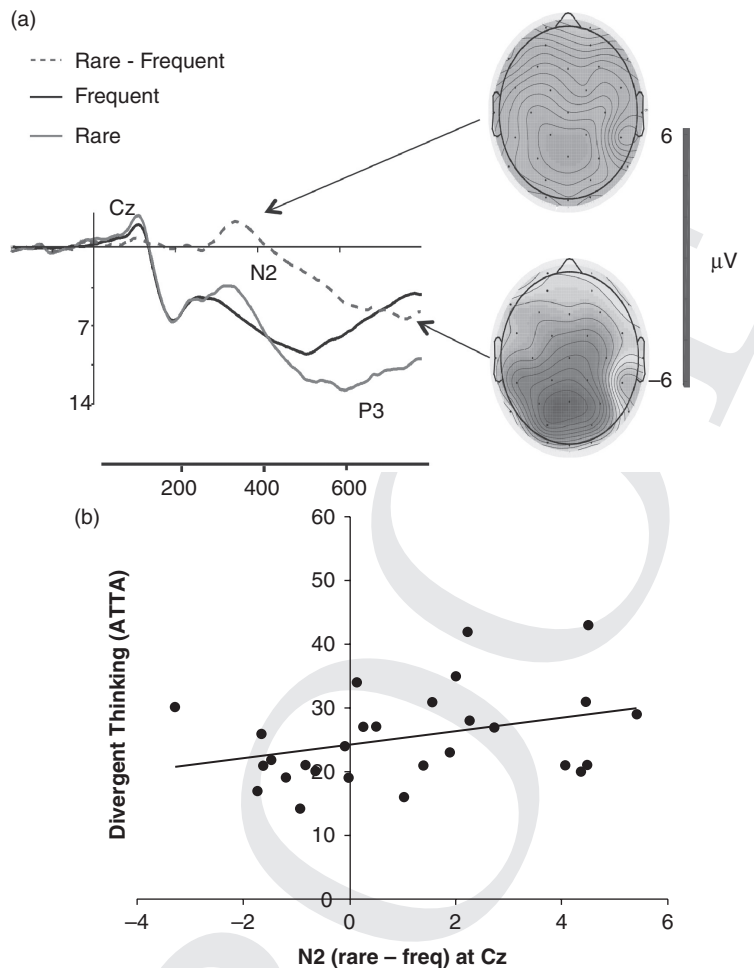 (a)
Rare - Frequent
Frequent
Rare
Cz
N2
7
14
P3
6
μV
–6
200 400 600
(b)
60
50
40
30
20
10
0
Divergent Thinking (ATTA)
–4 –2 0 2 4 6
N2 (rare – freq) at Cz